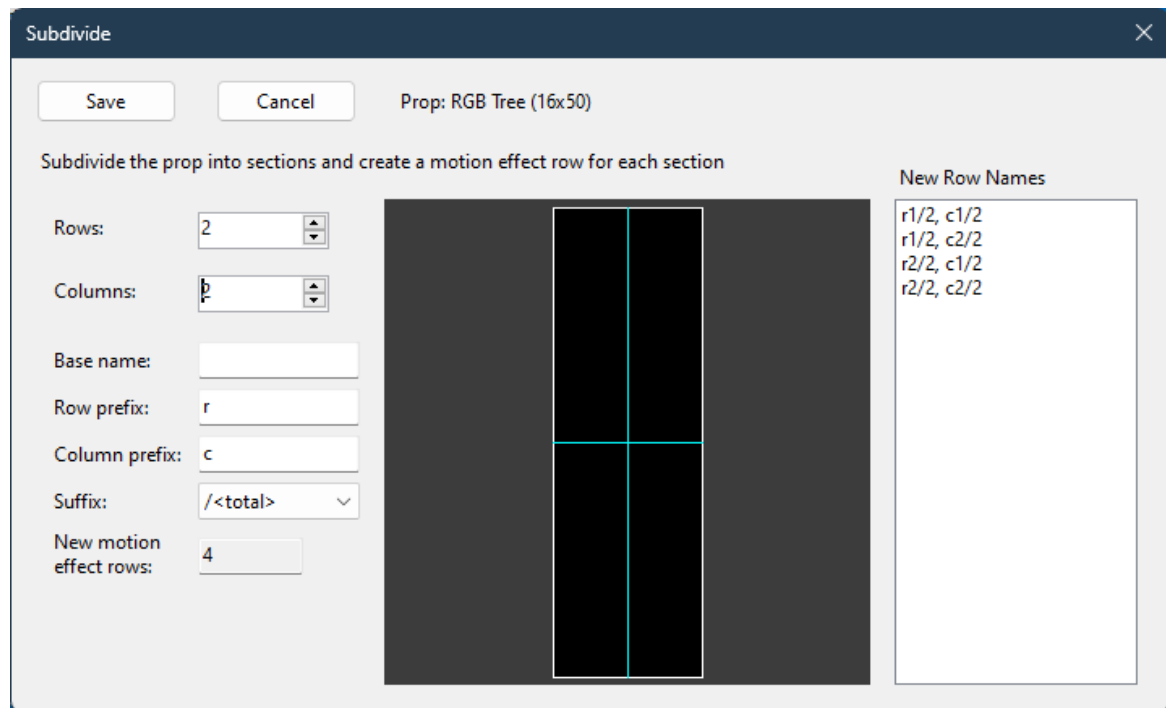 Subdivide
Save
Cancel
Prop: RGB Tree (16x50)
Subdivide the prop into sections and create a motion effect row for each section
Rows:
2
Columns:
2
Base name:
Row prefix:
r
Column prefix:
c
Suffix:
/<total>
New motion
effect rows:
4
New Row Names
r1/2, c1/2
r1/2, c2/2
r2/2, c1/2
r2/2, c2/2